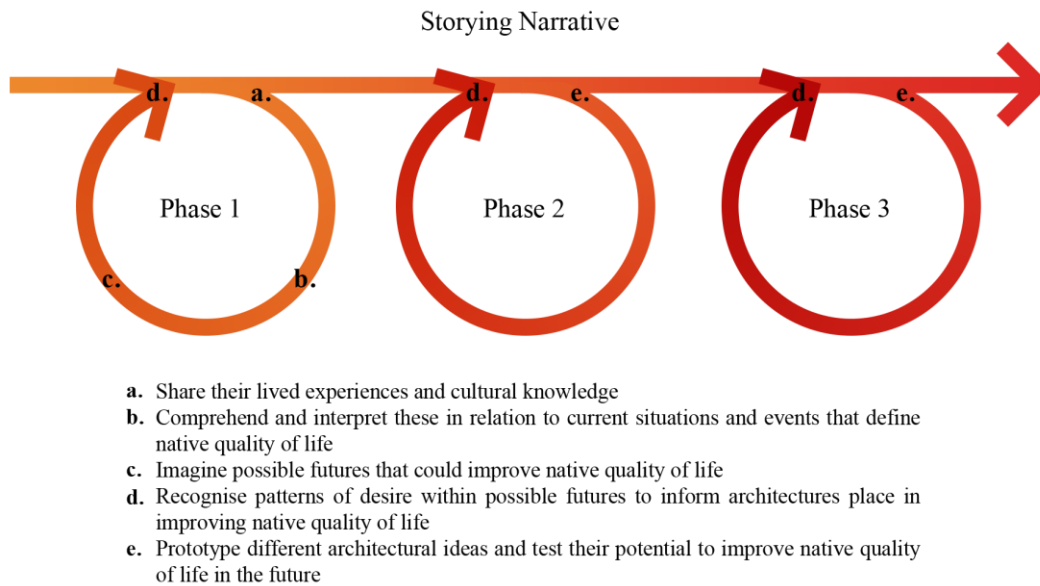 Storying Narrative
d. a. d. e. d. e.
Phase 1 Phase 2 Phase 3
c. b.
a. Share their lived experiences and cultural knowledge
b. Comprehend and interpret these in relation to current situations and events that define
native quality of life
c. Imagine possible futures that could improve native quality of life
d. Recognise patterns of desire within possible futures to inform architectures place in
improving native quality of life
e. Prototype different architectural ideas and test their potential to improve native quality
of life in the future